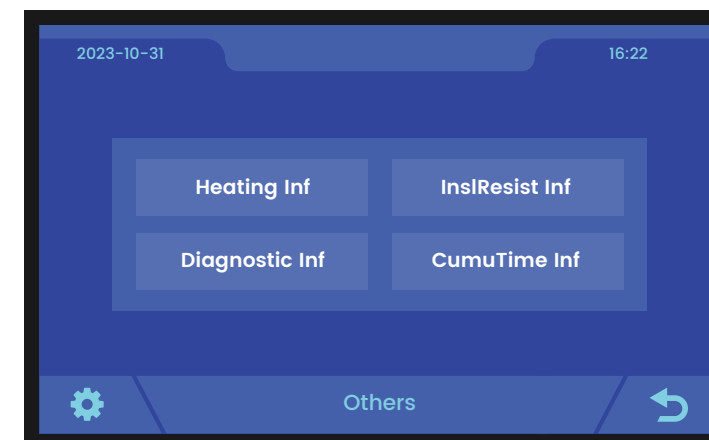 2023-10-31 16:22
Heating Inf InslResist Inf
Diagnostic Inf CumuTime Inf
Others